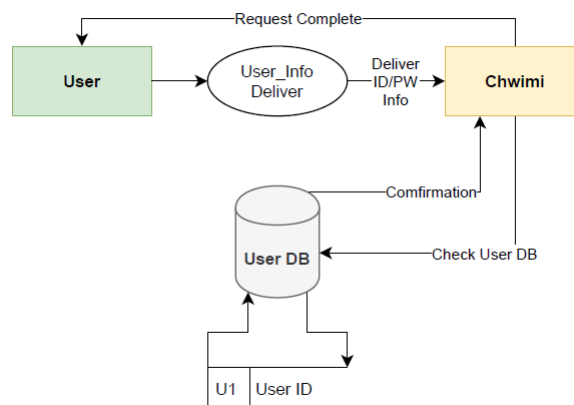 Request Complete
User
User_Info
Deliver
Deliver
ID/PW
Info
Chwimi
Comfirmation
User DB
Check User DB
U1
User ID